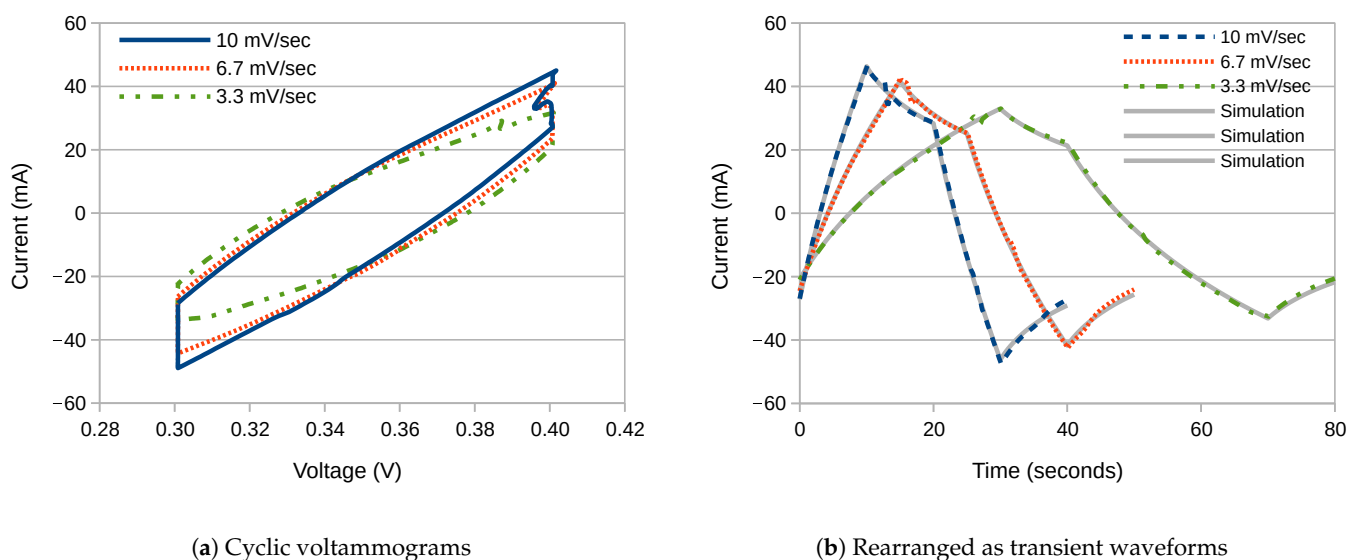 60
40
20
0
−20
−40
−60
Current (mA)
10 mV/sec
6.7 mV/sec
3.3 mV/sec
0.28 0.30 0.32 0.34 0.36 0.38 0.40 0.42
Voltage (V)
(a) Cyclic voltammograms
60
40
20
0
−20
−40
−60
Current (mA)
10 mV/sec
6.7 mV/sec
3.3 mV/sec
Simulation
Simulation
Simulation
0 20 40 60 80
Time (seconds)
(b) Rearranged as transient waveforms